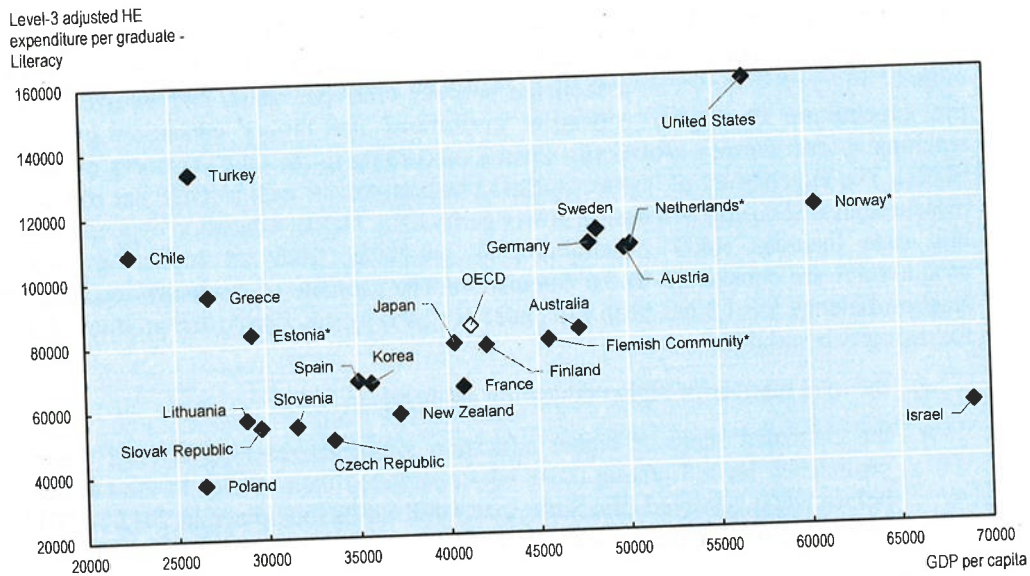 Level-3 adjusted HE
expenditure per graduate -
Literacy
160000
140000
120000
100000
80000
60000
40000
20000
United States
Turkey
Norway*
Sweden
Netherlands*
Germany
Austria
Chile
OECD
Greece
Japan
Australia
Estonia*
Flemish Community*
Spain
Korea
Finland
France
Slovenia
Lithuania
New Zealand
Israel
Slovak Republic
Czech Republic
Poland
20000 25000 30000 35000 40000 45000 50000 55000 60000 65000 70000
GDP per capita